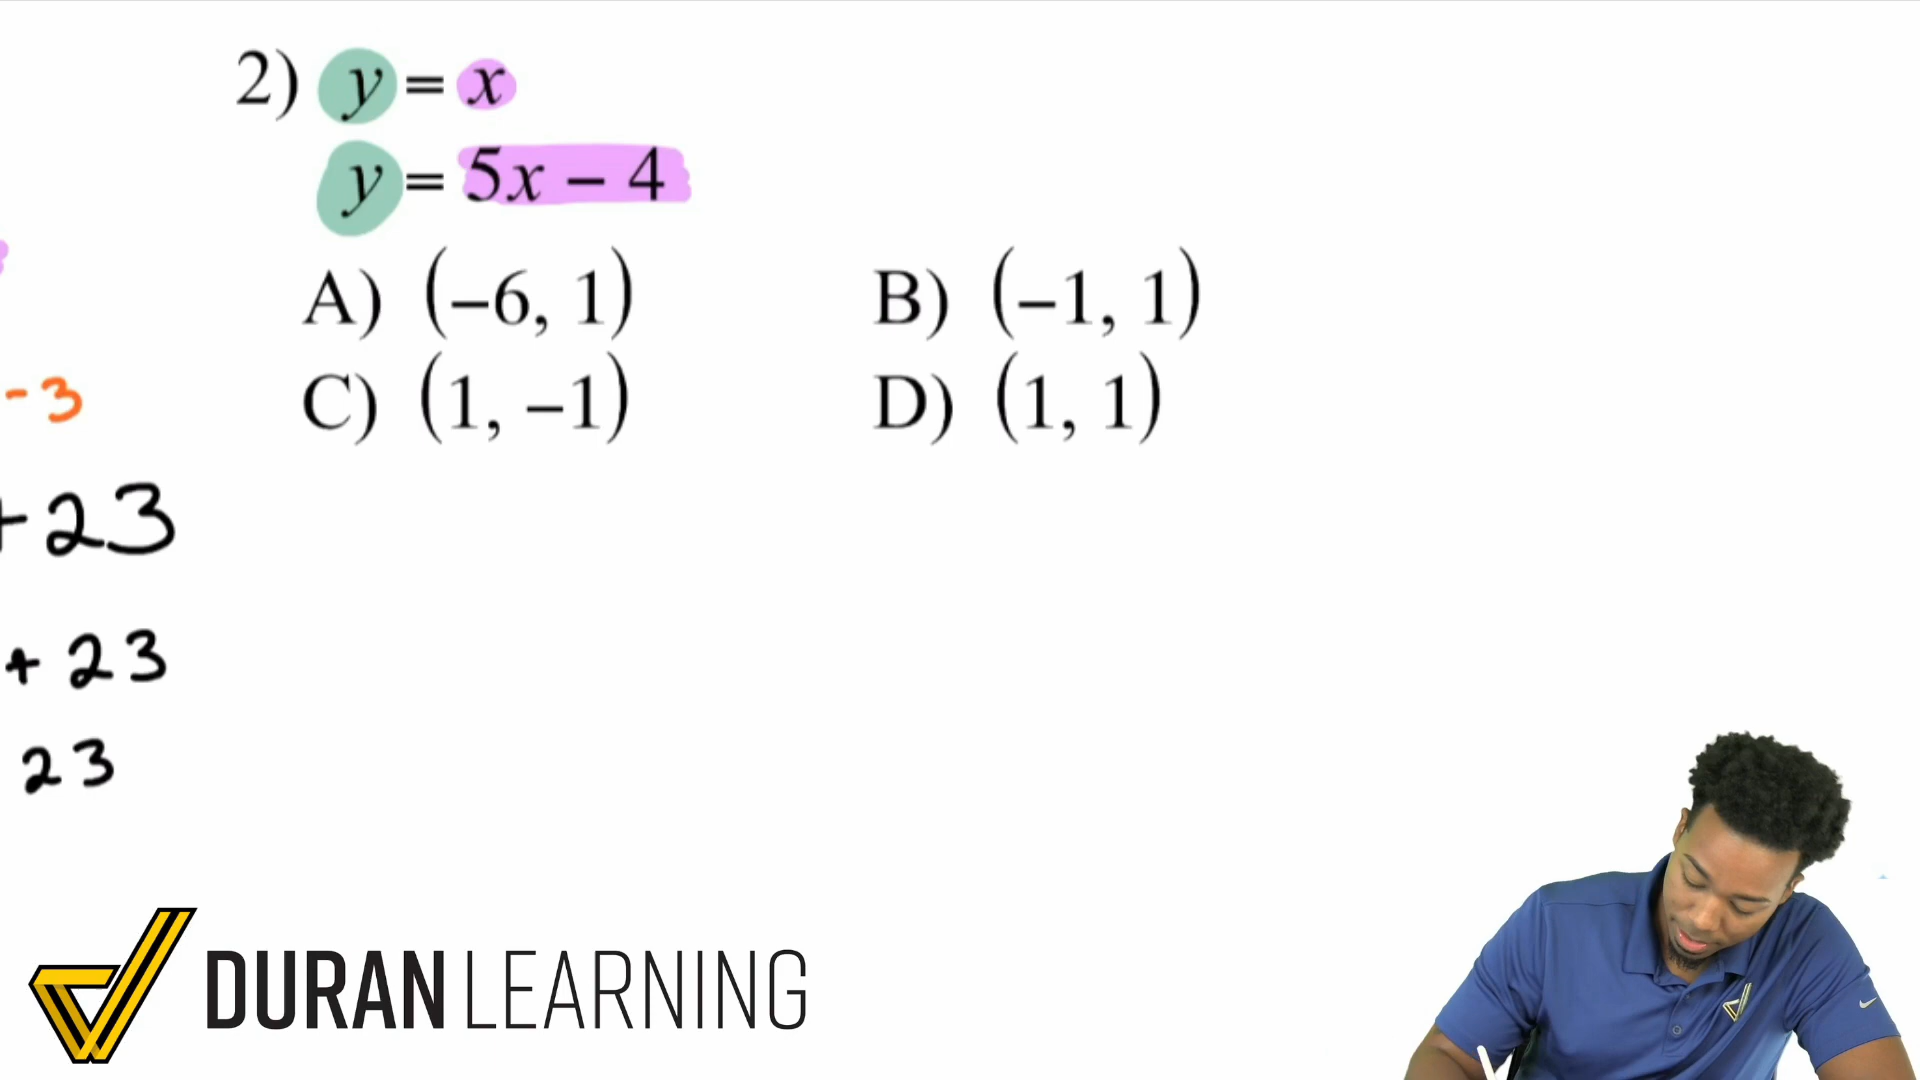 2) y = x
y = 5x – 4
A) (–6, 1) B) (–1, 1)
C) (1, –1) D) (1, 1)
-3
+23
+ 23
23
DURAN LEARNING